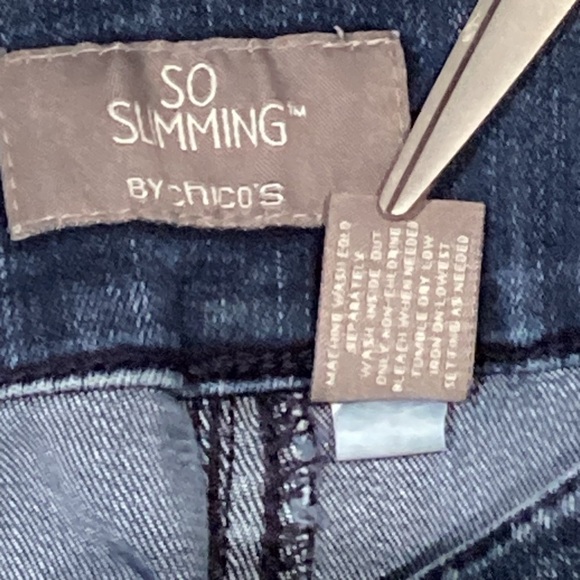 SO
SLIMMING™
BY chico's
MACHINE WASH COLD
SEPARATELY
WASH INSIDE OUT
ONLY NON-CHLORINE
BLEACH WHEN NEEDED
TUMBLE DRY LOW
IRON ON LOWEST
SETTING AS NEEDED